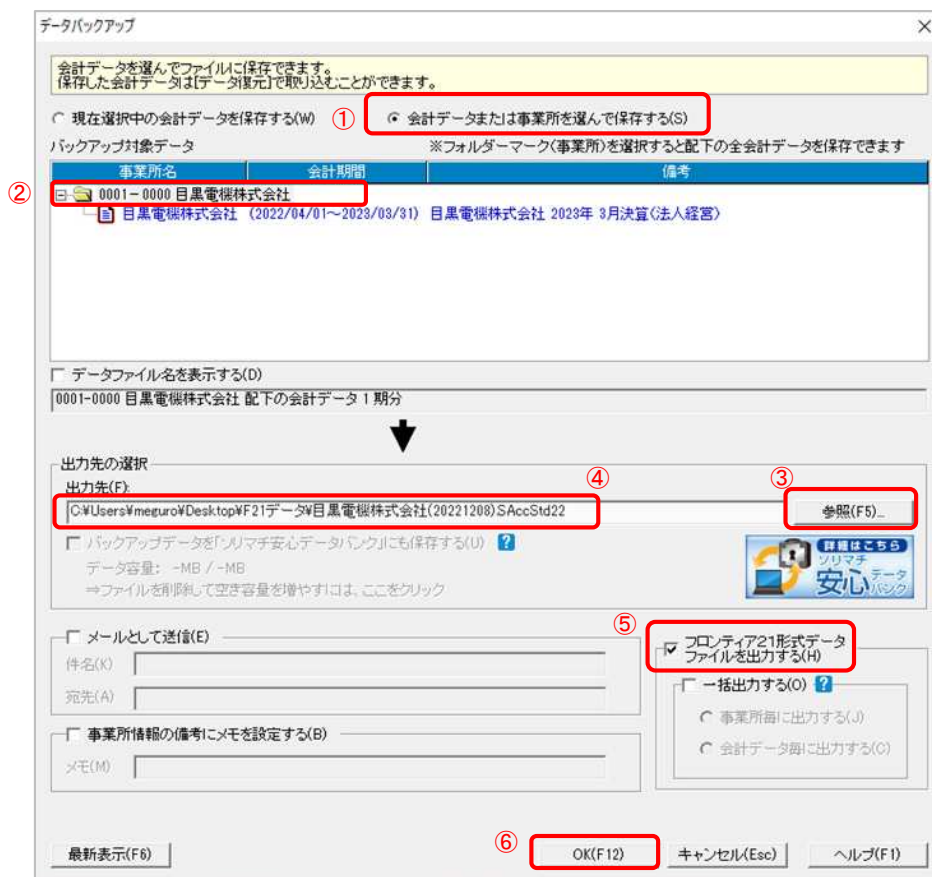 データバックアップ
会計データを選んでファイルに保存できます。
保存した会計データは[データ復元]で取り込むことができます。
現在選択中の会計データを保存する(W)
①
会計データまたは事業所を選んで保存する(S)
バックアップ対象データ
※フォルダーマーク(事業所)を選択すると配下の全会計データを保存できます
事業所名 会計期間 備考
②
0001-0000 目黒電機株式会社
目黒電機株式会社 (2022/04/01~2023/03/31) 目黒電機株式会社 2023年 3月決算(法人経営)
データファイル名を表示する(D)
0001-0000 目黒電機株式会社 配下の会計データ 1 期分
出力先の選択
④
③
出力先(F):
C:¥Users¥meguro¥Desktop¥F21データ¥目黒電機株式会社(20221208).SAccStd22
参照(F5)...
バックアップデータを「ソリマチ安心データバンク」にも保存する(U) ?
データ容量: -MB / -MB
⇒ファイルを削除して空き容量を増やすには、ここをクリック
詳細はこちら
ソリマチ
安心データバンク
⑤
メールとして送信(E)
件名(K)
宛先(A)
フロンティア21形式データ
ファイルを出力する(H)
一括出力する(O) ?
事業所毎に出力する(J)
会計データ毎に出力する(C)
事業所情報の備考にメモを設定する(B)
メモ(M)
⑥
最新表示(F6)
OK(F12)
キャンセル(Esc)
ヘルプ(F1)